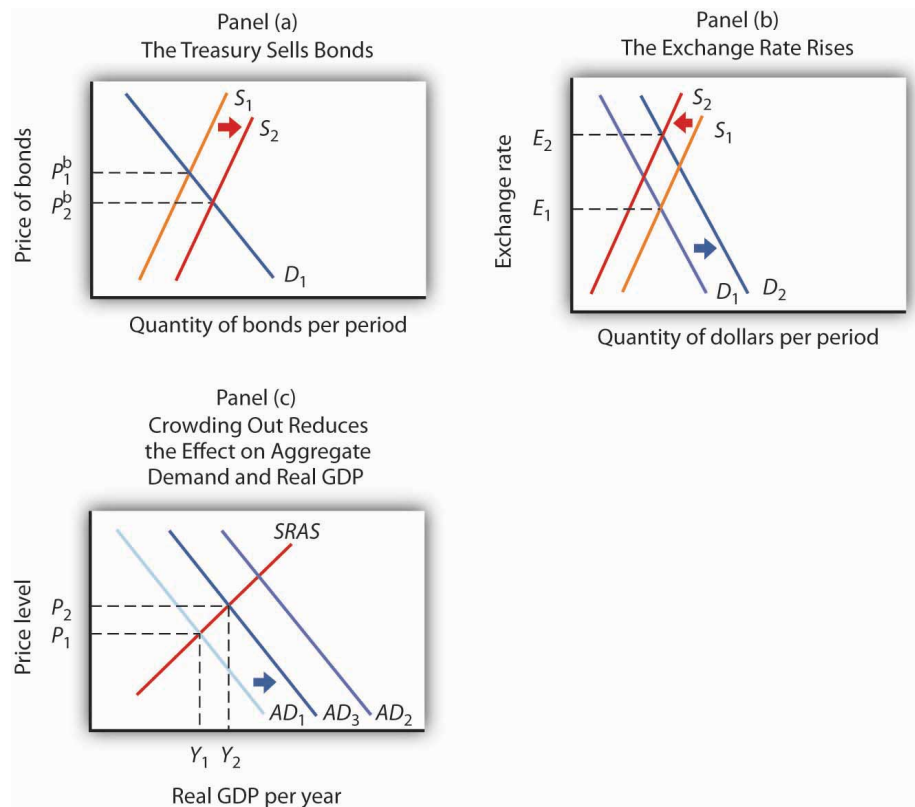 Panel (a)
The Treasury Sells Bonds
Price of bonds
S₁
S₂
P₁ᵇ
P₂ᵇ
D₁
Quantity of bonds per period
Panel (b)
The Exchange Rate Rises
Exchange rate
S₂
S₁
E₂
E₁
D₁
D₂
Quantity of dollars per period
Panel (c)
Crowding Out Reduces
the Effect on Aggregate
Demand and Real GDP
Price level
SRAS
P₂
P₁
AD₁
AD₃
AD₂
Y₁
Y₂
Real GDP per year